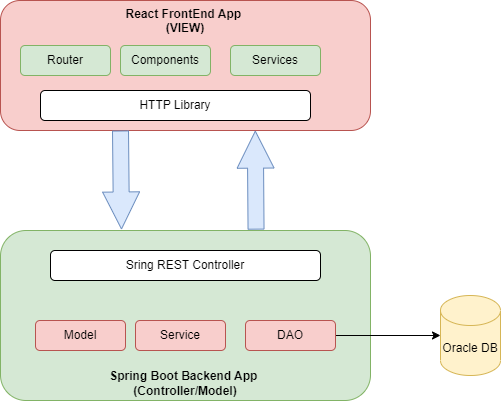 React FrontEnd App
(VIEW)
Router
Components
Services
HTTP Library
Sring REST Controller
Model
Service
DAO
Oracle DB
Spring Boot Backend App
(Controller/Model)